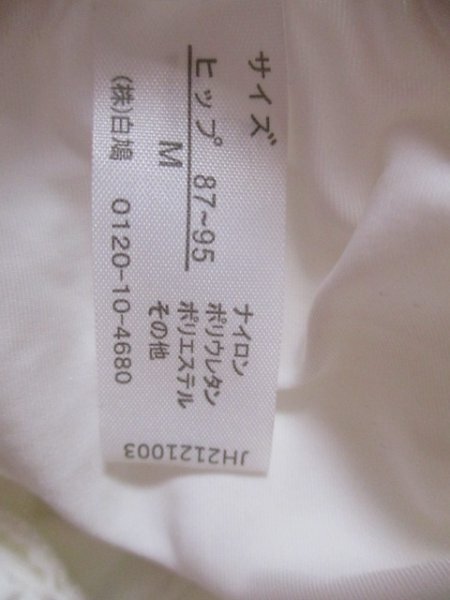 サイズ
ヒップ 87~95
M
(株)白鳩 0120-10-4680
ナイロン
ポリウレタン
ポリエステル
その他
JH2121003